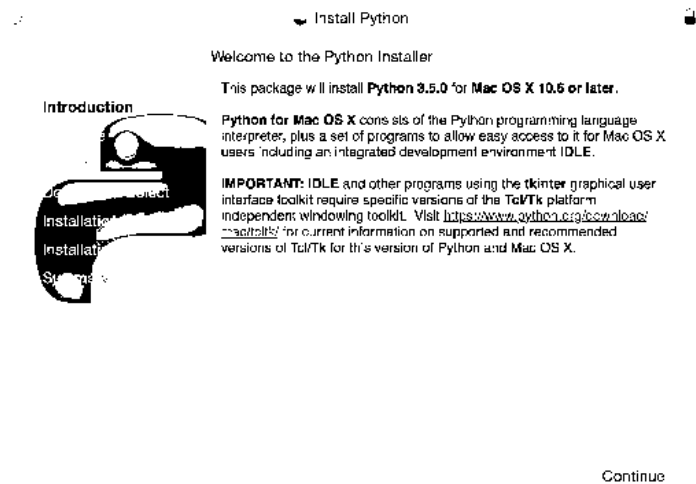 Install Python
Welcome to the Python Installer
This package will install Python 3.5.0 for Mac OS X 10.6 or later.
Introduction
Python for Mac OS X consists of the Python programming language
interpreter, plus a set of programs to allow easy access to it for Mac OS X
users including an integrated development environment IDLE.
IMPORTANT: IDLE and other programs using the tkinter graphical user
interface toolkit require specific versions of the Tcl/Tk platform
independent windowing toolkit. Visit https://www.python.org/download/
mac/tcltk/ for current information on supported and recommended
versions of Tcl/Tk for this version of Python and Mac OS X.
Continue